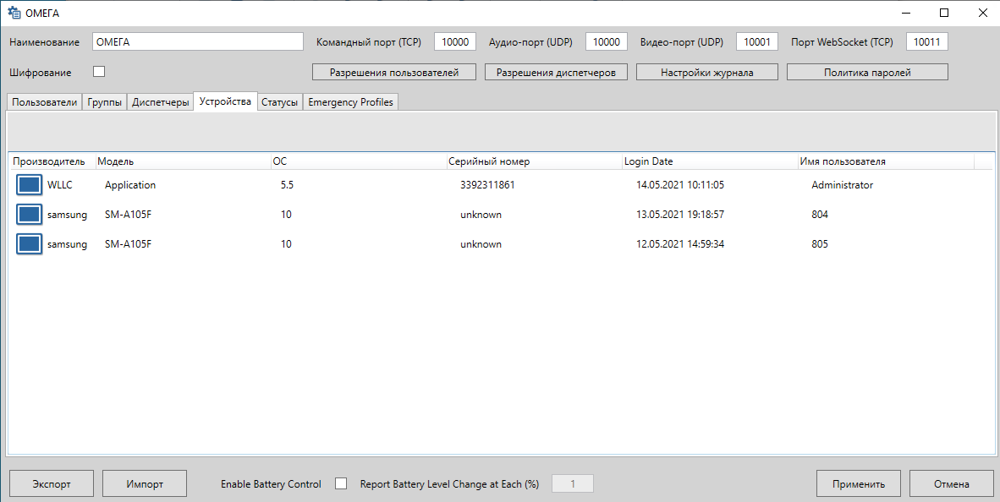 ОМЕГА
Наименование ОМЕГА Командный порт (TCP) 10000 Аудио-порт (UDP) 10000 Видео-порт (UDP) 10001 Порт WebSocket (TCP) 10011
Шифрование Разрешения пользователей Разрешения диспетчеров Настройки журнала Политика паролей
Пользователи Группы Диспетчеры Устройства Статусы Emergency Profiles
Производитель Модель ОС Серийный номер Login Date Имя пользователя
WLLC Application 5.5 3392311861 14.05.2021 10:11:05 Administrator
samsung SM-A105F 10 unknown 13.05.2021 19:18:57 804
samsung SM-A105F 10 unknown 12.05.2021 14:59:34 805
Экспорт Импорт Enable Battery Control Report Battery Level Change at Each (%) 1 Применить Отмена